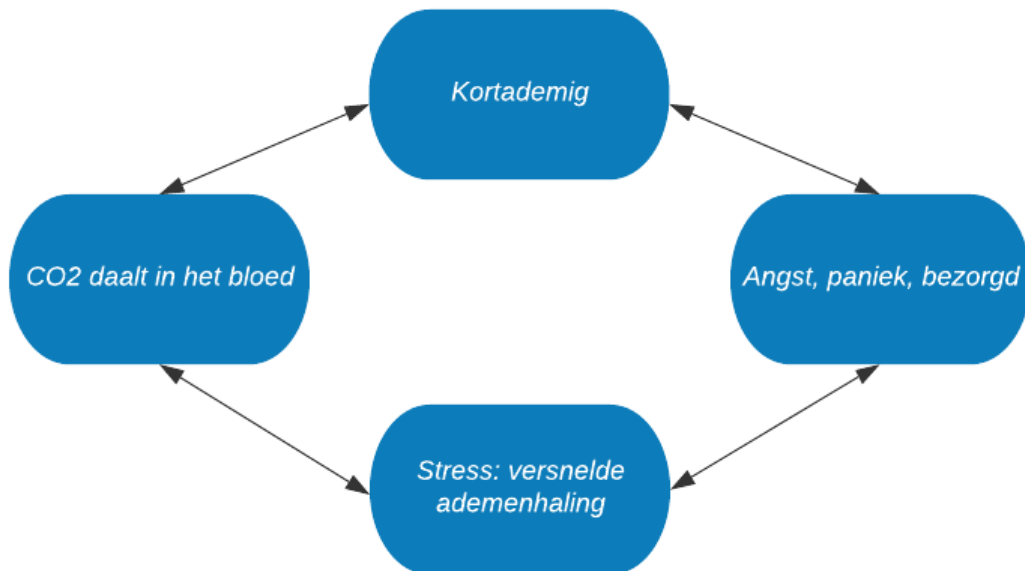 Kortademig
CO2 daalt in het bloed
Angst, paniek, bezorgd
Stress: versnelde
ademenhaling